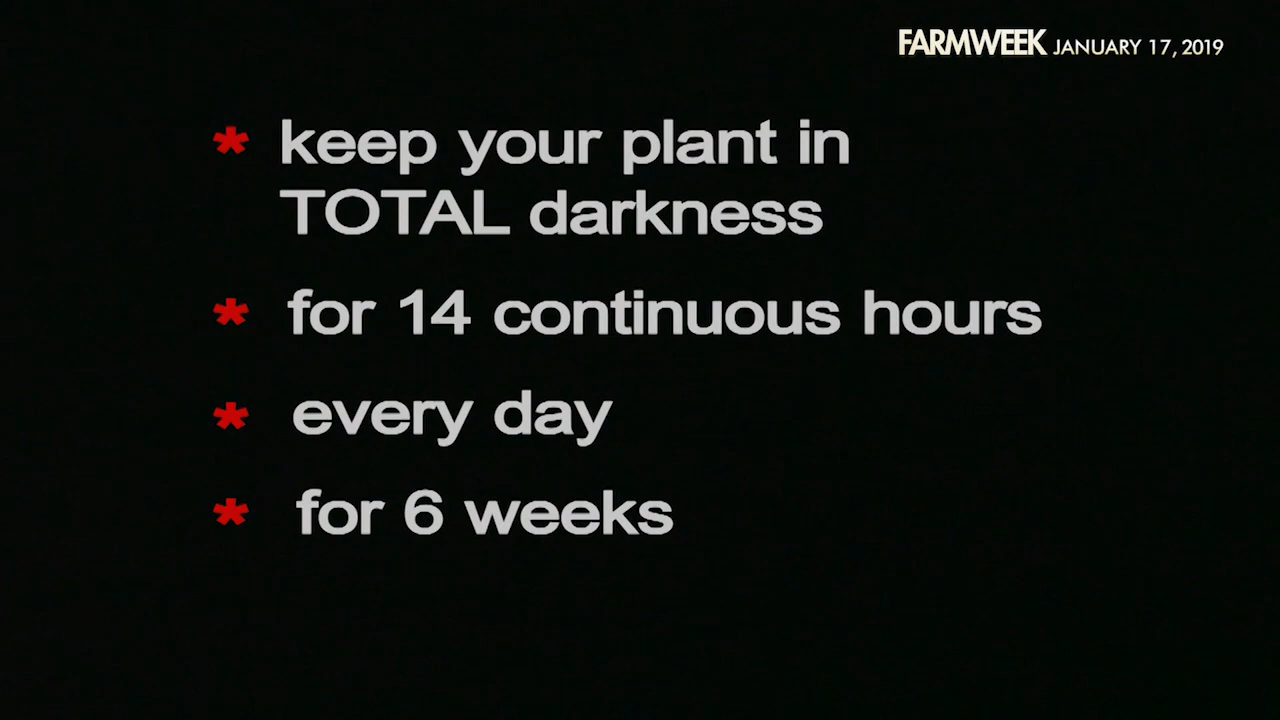 FARMWEEK JANUARY 17, 2019
* keep your plant in
TOTAL darkness
* for 14 continuous hours
* every day
* for 6 weeks